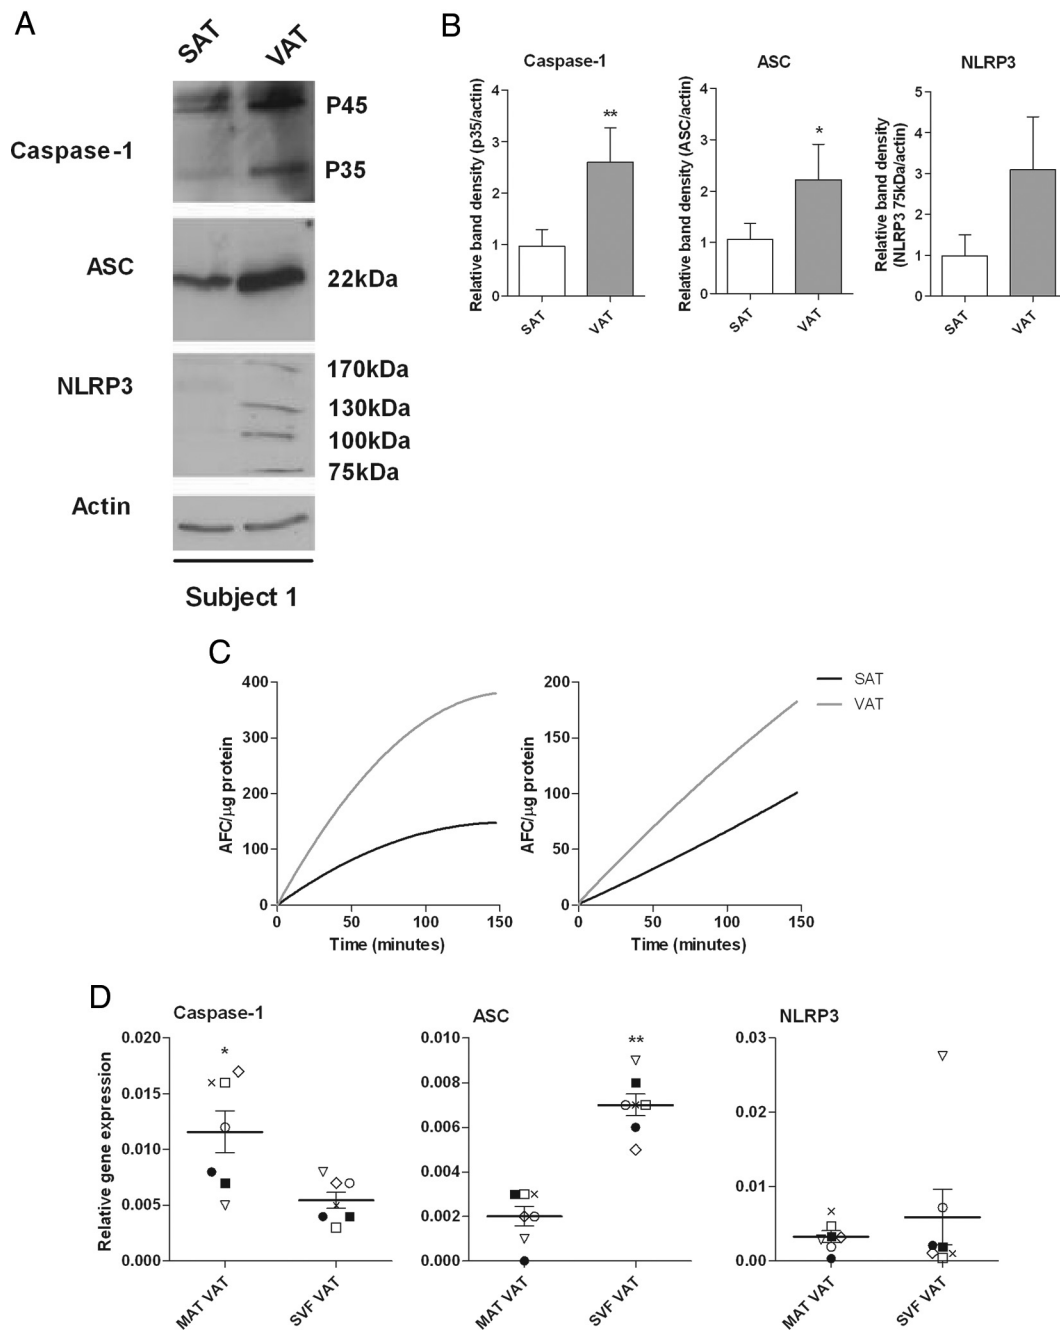 A
SAT
VAT
Caspase-1
P45
P35
ASC
22kDa
NLRP3
170kDa
130kDa
100kDa
75kDa
Actin
Subject 1
B
Caspase-1
Relative band density (p35/actin)
4
3
2
1
0
**
SAT
VAT
ASC
Relative band density (ASC/actin)
4
3
2
1
0
*
SAT
VAT
NLRP3
Relative band density
(NLRP3 75kDa/actin)
5
4
3
2
1
0
SAT
VAT
C
AFC/µg protein
400
300
200
100
0
0
50
100
150
Time (minutes)
AFC/µg protein
200
150
100
50
0
0
50
100
150
Time (minutes)
SAT
VAT
D
Caspase-1
Relative gene expression
0.020
0.015
0.010
0.005
0.000
*
MAT VAT
SVF VAT
ASC
0.010
0.008
0.006
0.004
0.002
0.000
**
MAT VAT
SVF VAT
NLRP3
0.03
0.02
0.01
0.00
MAT VAT
SVF VAT